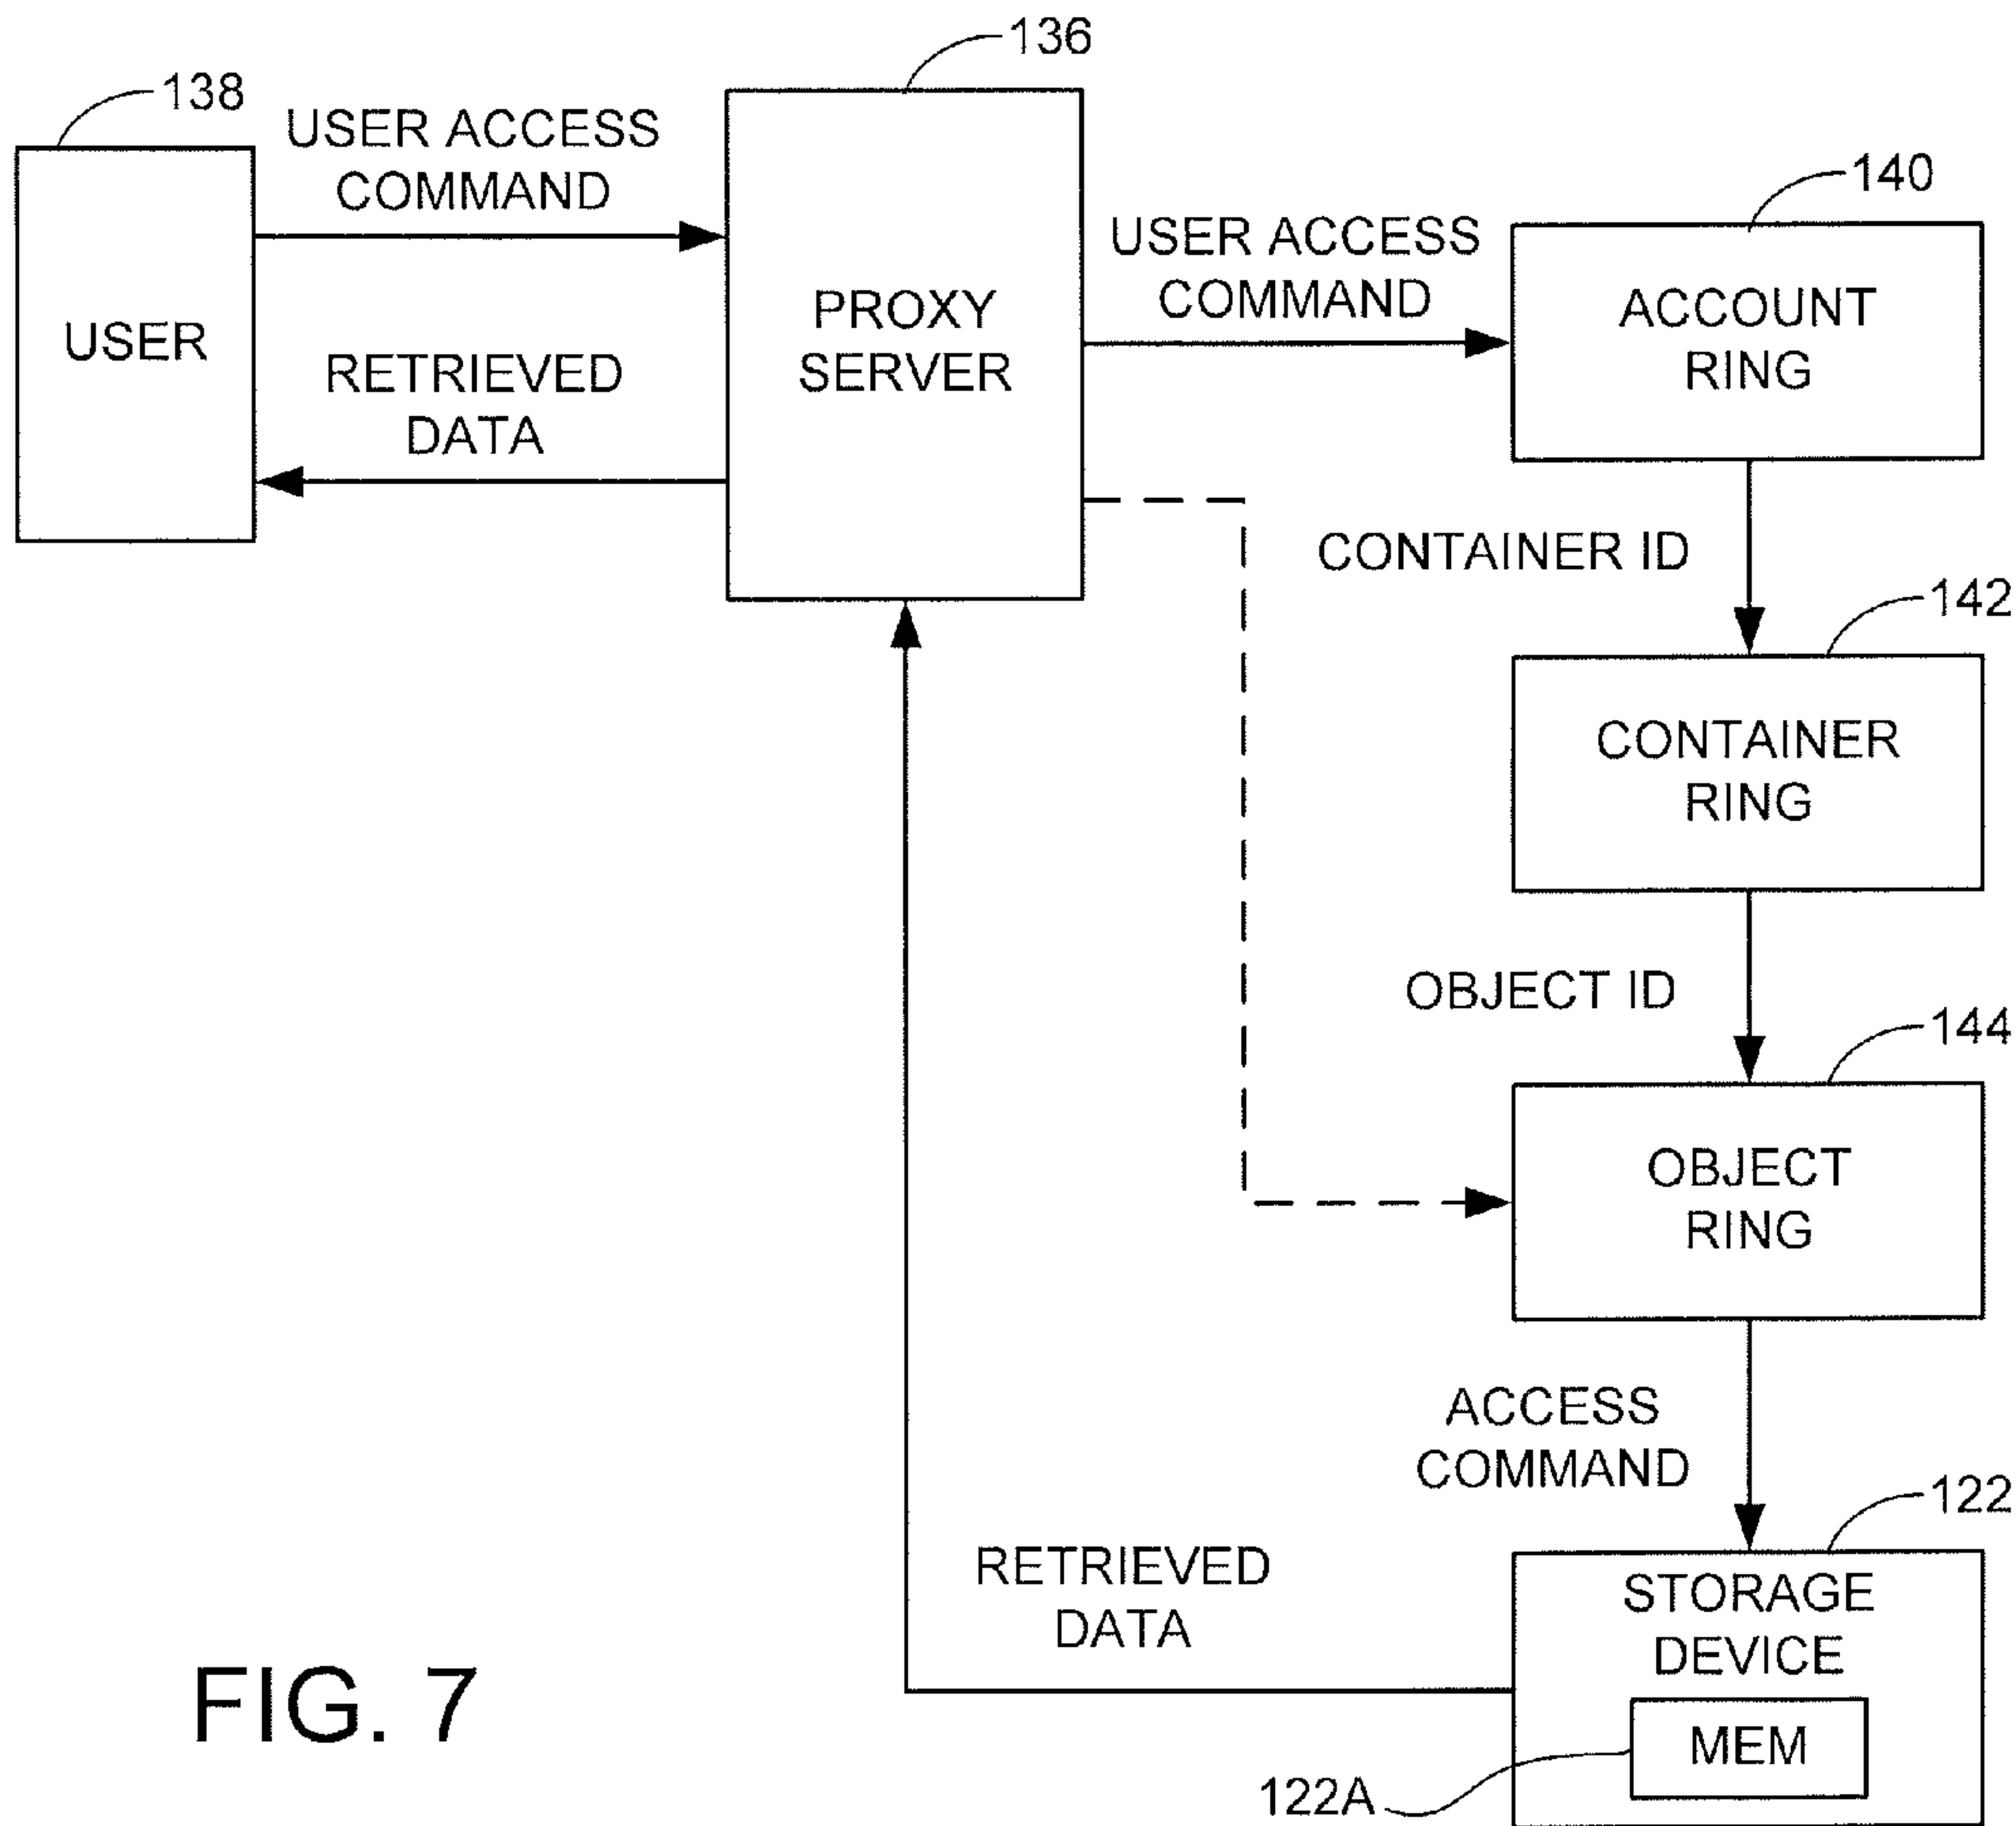 136
138
USER ACCESS
COMMAND
140
USER ACCESS
COMMAND
PROXY
SERVER
ACCOUNT
RING
USER
RETRIEVED
DATA
CONTAINER ID
142
CONTAINER
RING
OBJECT ID
144
OBJECT
RING
ACCESS
COMMAND
122
RETRIEVED
DATA
STORAGE
DEVICE
MEM
122A
FIG. 7